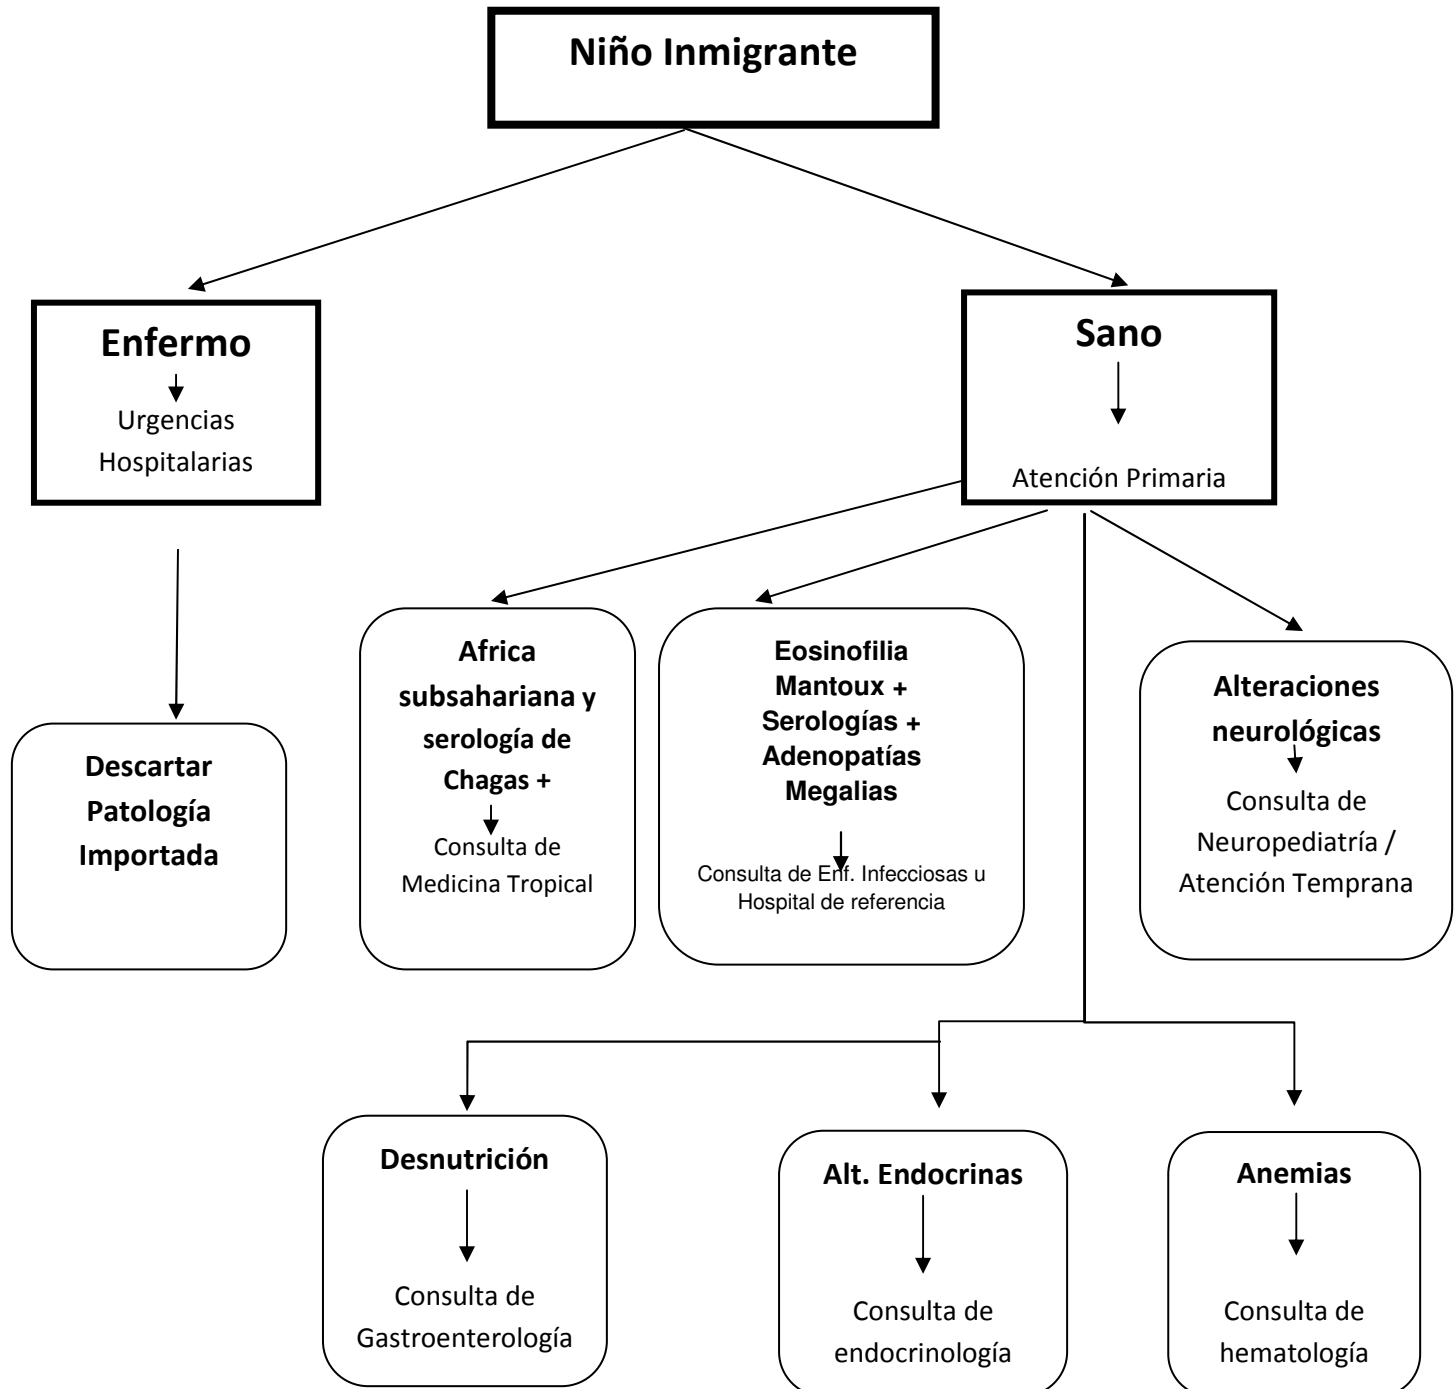 Niño Inmigrante
Enfermo
Urgencias
Hospitalarias
Sano
Atención Primaria
Descartar
Patología
Importada
Africa
subsahariana y
serología de
Chagas +
Consulta de
Medicina Tropical
Eosinofilia
Mantoux +
Serologías +
Adenopatías
Megalias
Consulta de Enf. Infecciosas u
Hospital de referencia
Alteraciones
neurológicas
Consulta de
Neuropediatría /
Atención Temprana
Desnutrición
Consulta de
Gastroenterología
Alt. Endocrinas
Consulta de
endocrinología
Anemias
Consulta de
hematología